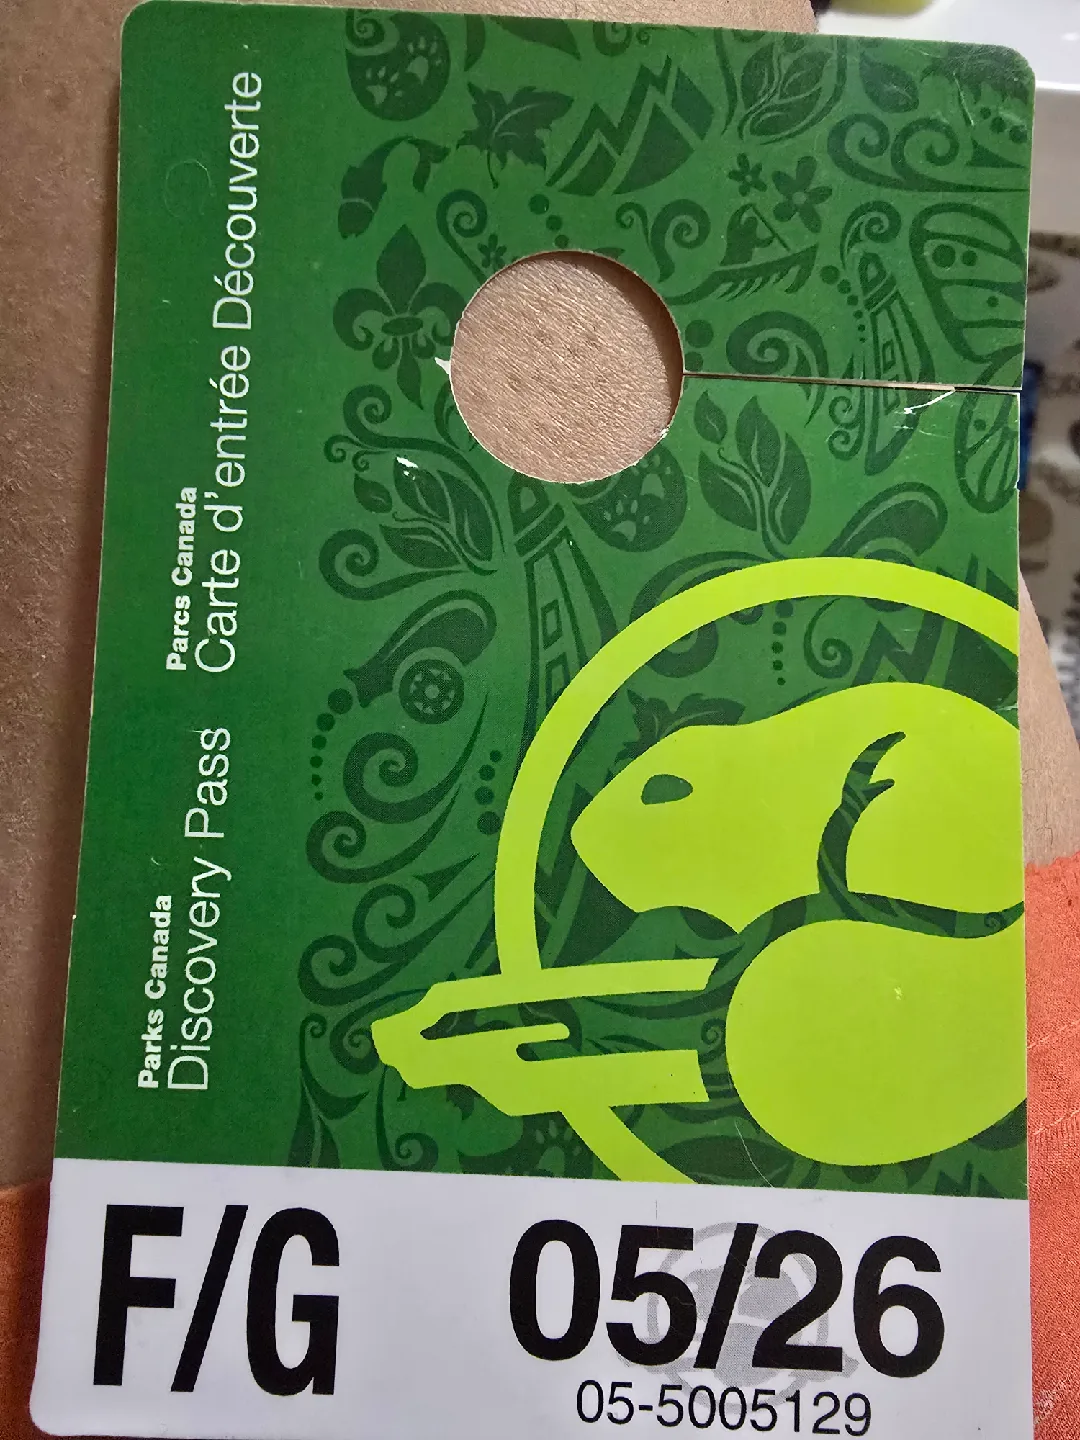 Parks Canada
Discovery Pass
Parcs Canada
Carte d'entrée Découverte
F/G
05/26
05-5005129